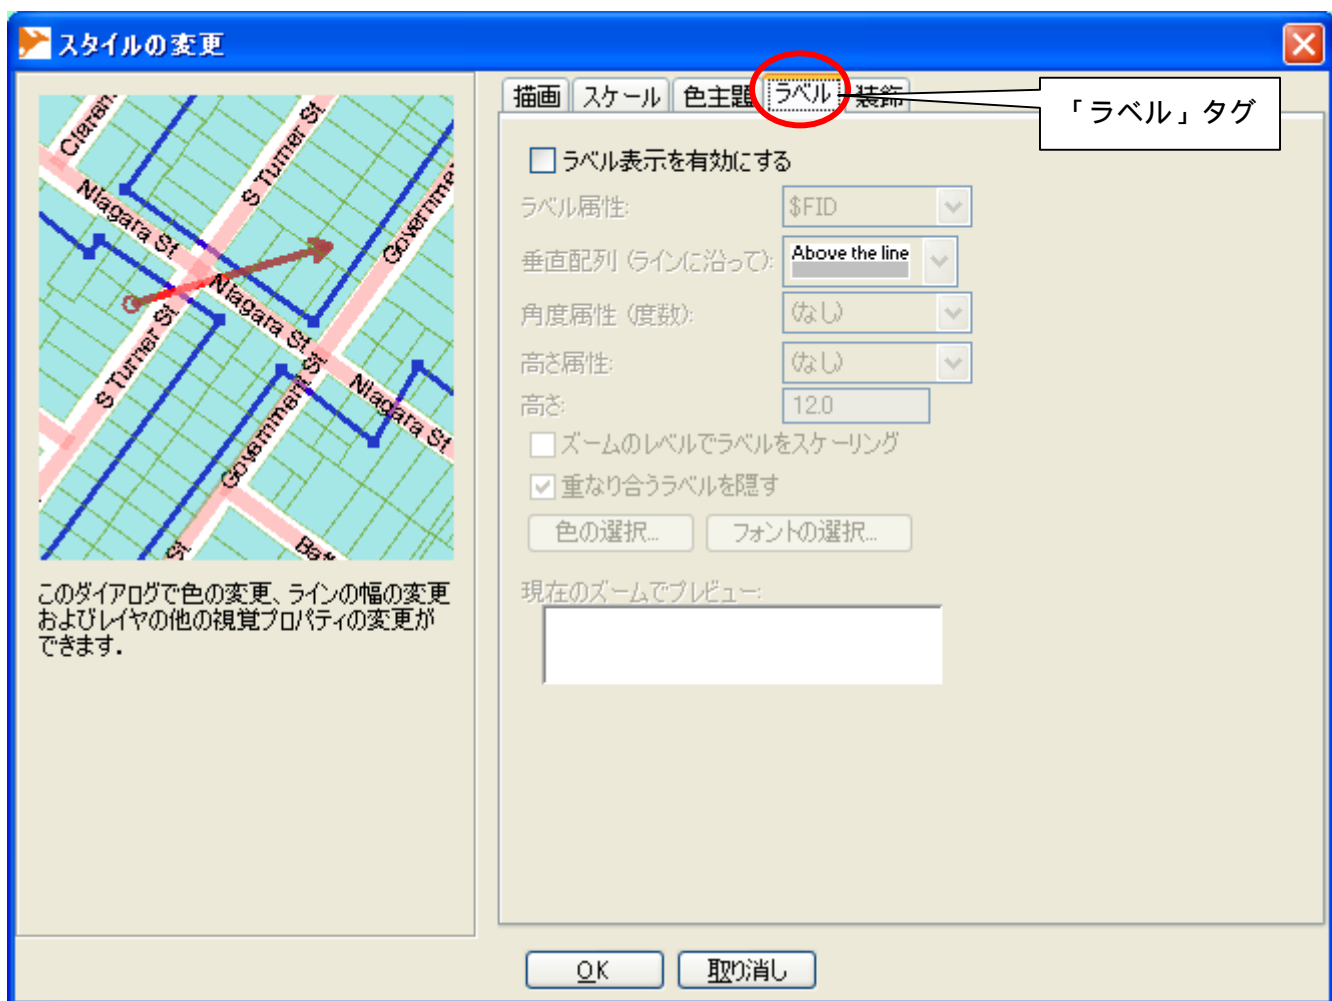 スタイルの変更
描画 スケール 色主題 ラベル 装飾
「ラベル」タグ
ラベル表示を有効にする
ラベル属性: $FID
垂直配列 (ラインに沿って): Above the line
角度属性 (度数): (なし)
高さ属性: (なし)
高さ: 12.0
ズームのレベルでラベルをスケーリング
重なり合うラベルを隠す
色の選択... フォントの選択...
現在のズームでプレビュー:
Claren
S Turner St
Niagara St
Governme
Niagara St
S Turner St
Niagara St
Government St
St
St
Bat
このダイアログで色の変更、ラインの幅の変更
およびレイヤの他の視覚プロパティの変更が
できます.
OK 取り消し